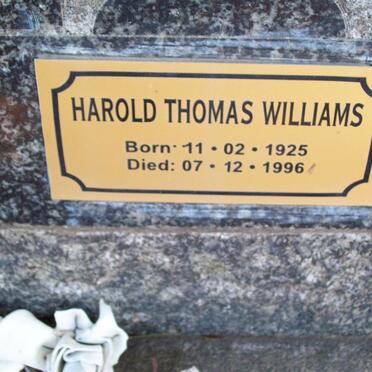 HAROLD THOMAS WILLIAMS
Born: 11 • 02 • 1925
Died: 07 • 12 • 1996